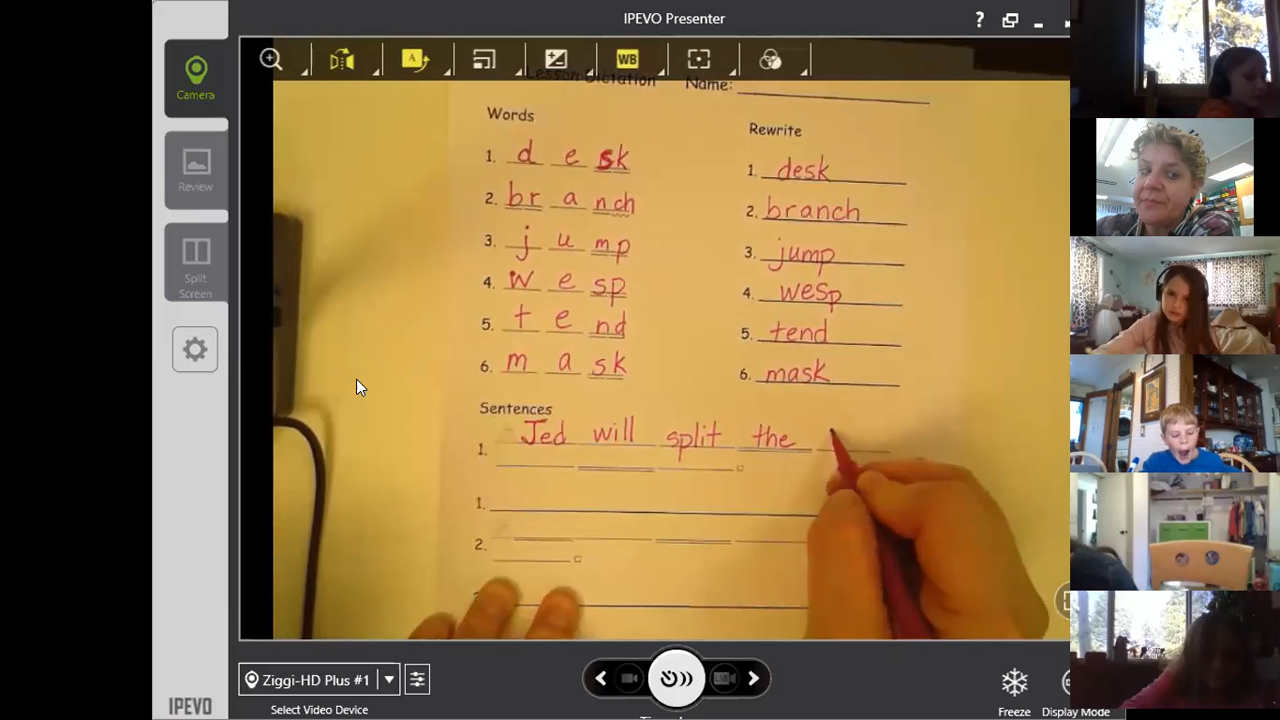 IPEVO Presenter
?
Camera
Review
Split
Screen
WB
Lesson Dictation Name:
Words
1. d e sk
2. br a nch
3. j u mp
4. w e sp
5. t e nd
6. m a sk
Rewrite
1. desk
2. branch
3. jump
4. wesp
5. tend
6. mask
Sentences
1. Jed will split the
1.
2.
IPEVO
Ziggi-HD Plus #1
Select Video Device
Freeze
Display Mode